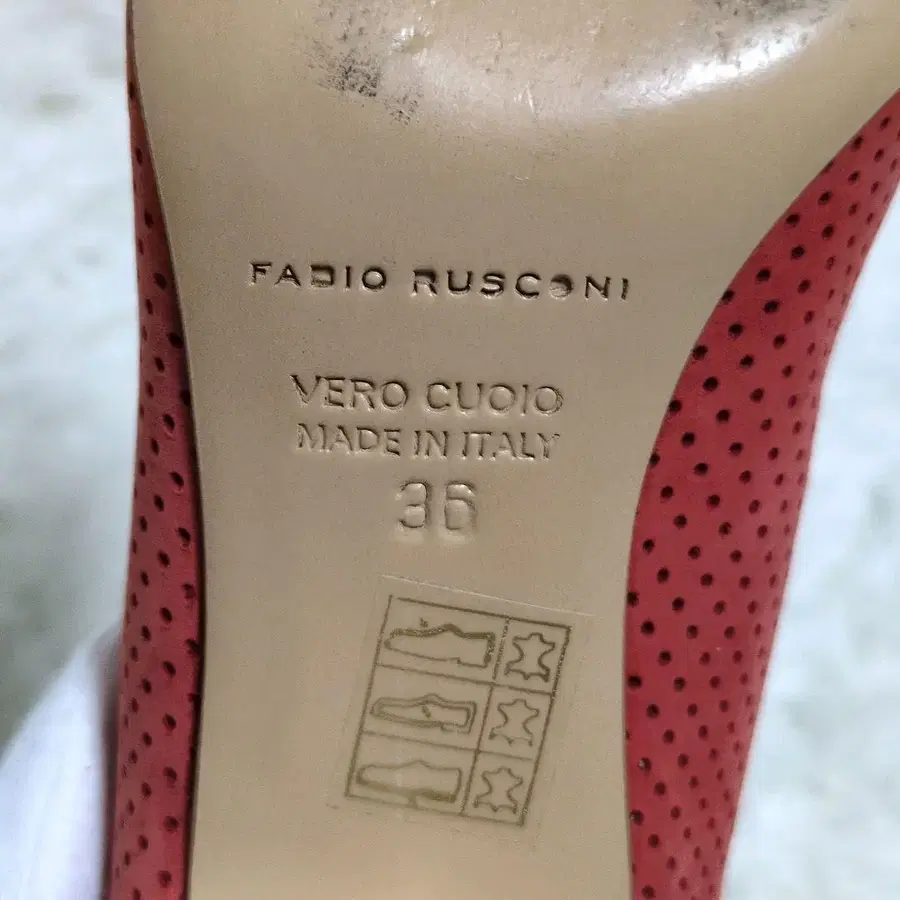 FABIO RUSCONI
VERO CUOIO
MADE IN ITALY
36